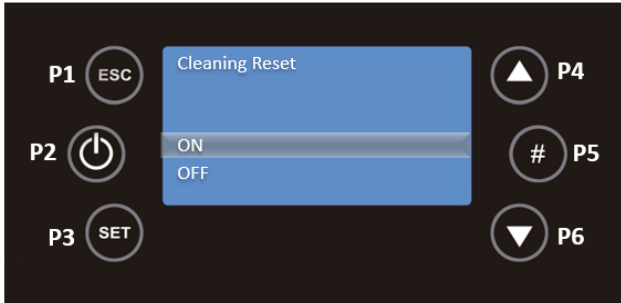 P1 ESC
Cleaning Reset
P4
P2
ON
# P5
OFF
P3 SET
P6